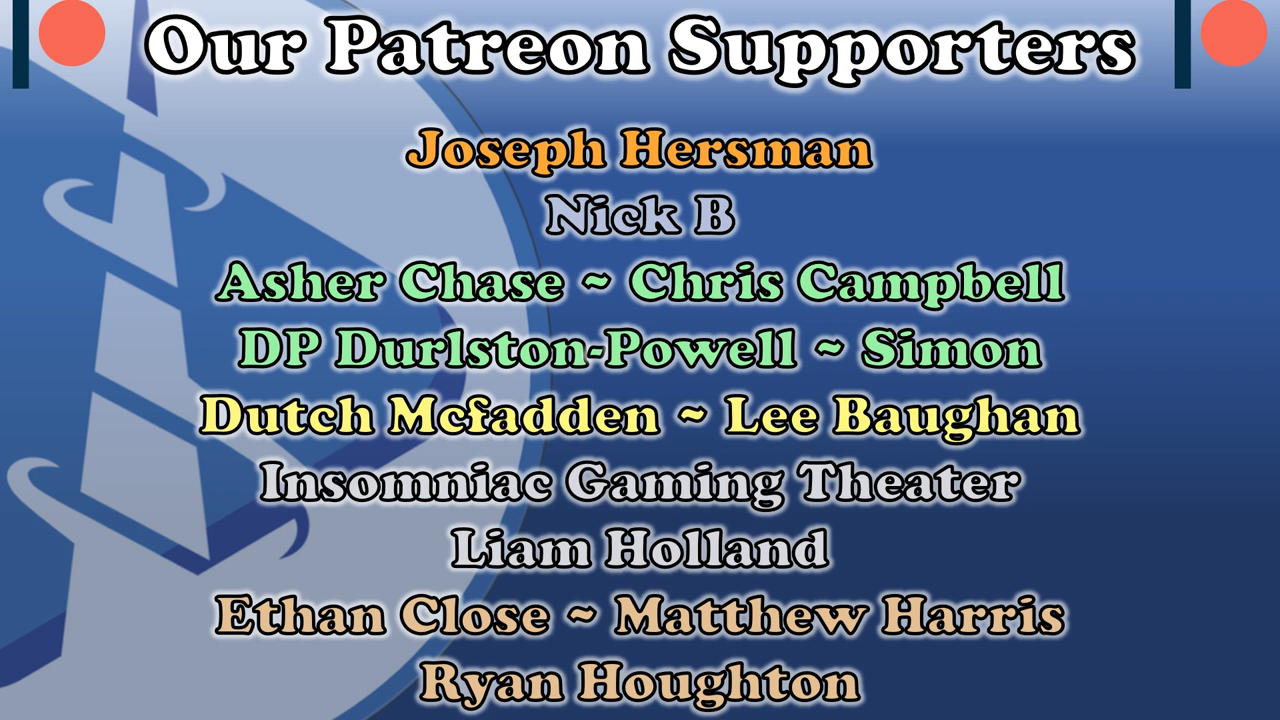 Our Patreon Supporters
Joseph Hersman
Nick B
Asher Chase ~ Chris Campbell
DP Durlston-Powell ~ Simon
Dutch Mcfadden ~ Lee Baughan
Insomniac Gaming Theater
Liam Holland
Ethan Close ~ Matthew Harris
Ryan Houghton